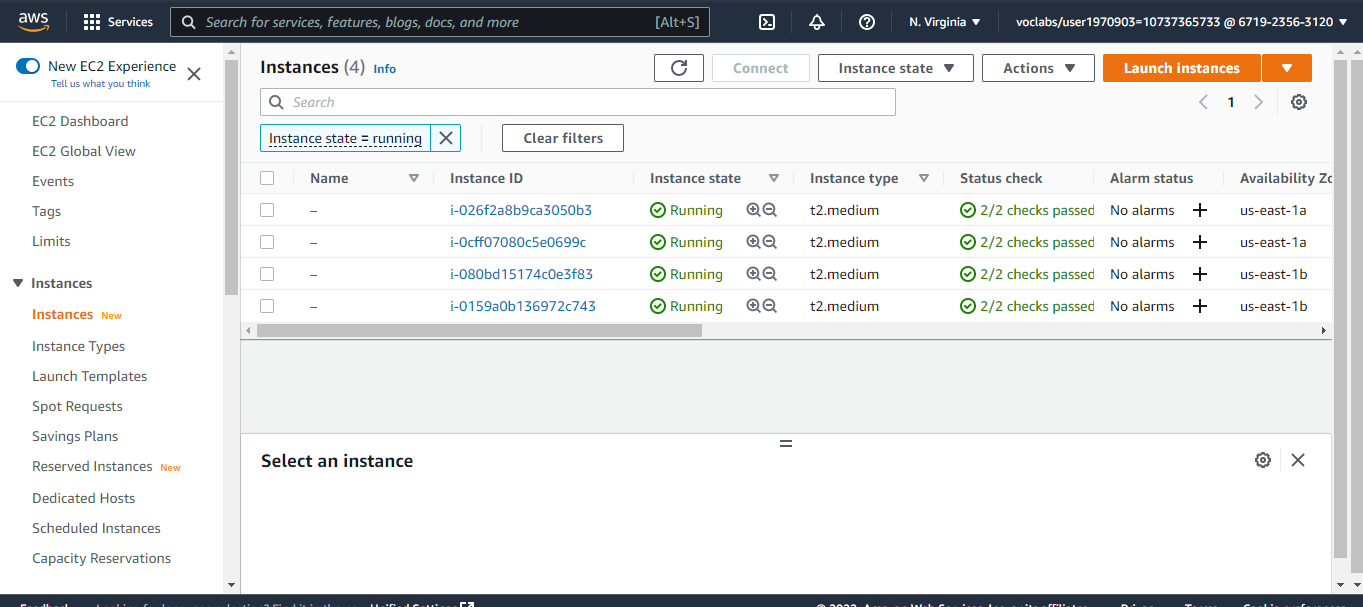 aws
Services
Search for services, features, blogs, docs, and more [Alt+S]
N. Virginia
voclabs/user1970903=10737365733 @ 6719-2356-3120
New EC2 Experience
Tell us what you think
EC2 Dashboard
EC2 Global View
Events
Tags
Limits
Instances
Instances New
Instance Types
Launch Templates
Spot Requests
Savings Plans
Reserved Instances New
Dedicated Hosts
Scheduled Instances
Capacity Reservations
Instances (4) Info
Connect
Instance state
Actions
Launch instances
Search
1
Instance state = running
Clear filters
Name Instance ID Instance state Instance type Status check Alarm status Availability Zo
– i-026f2a8b9ca3050b3 Running t2.medium 2/2 checks passed No alarms + us-east-1a
– i-0cff07080c5e0699c Running t2.medium 2/2 checks passed No alarms + us-east-1a
– i-080bd15174c0e3f83 Running t2.medium 2/2 checks passed No alarms + us-east-1b
– i-0159a0b136972c743 Running t2.medium 2/2 checks passed No alarms + us-east-1b
Select an instance